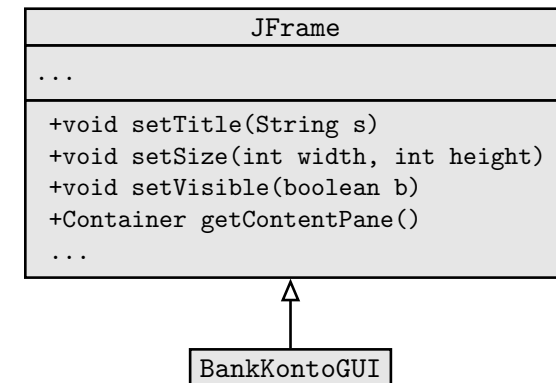 JFrame
...
+void setTitle(String s)
+void setSize(int width, int height)
+void setVisible(boolean b)
+Container getContentPane()
...
BankKontoGUI